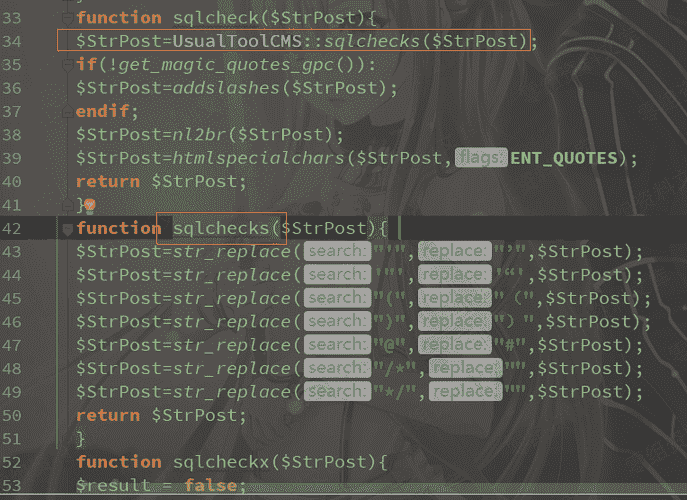 33 function sqlcheck($StrPost){
34 $StrPost=UsualToolCMS::sqlchecks($StrPost);
35 if(!get_magic_quotes_gpc()):
36 $StrPost=addslashes($StrPost);
37 endif;
38 $StrPost=nl2br($StrPost);
39 $StrPost=htmlspecialchars($StrPost, flags: ENT_QUOTES);
40 return $StrPost;
41 }
42 function sqlchecks($StrPost){
43 $StrPost=str_replace( search: "'", replace: "’",$StrPost);
44 $StrPost=str_replace( search: '"', replace: '“',$StrPost);
45 $StrPost=str_replace( search: "(", replace: "（",$StrPost);
46 $StrPost=str_replace( search: ")", replace: "）",$StrPost);
47 $StrPost=str_replace( search: "@", replace: "#",$StrPost);
48 $StrPost=str_replace( search: "/*", replace: "",$StrPost);
49 $StrPost=str_replace( search: "*/", replace: "",$StrPost);
50 return $StrPost;
51 }
52 function sqlcheckx($StrPost){
53 $result = false;